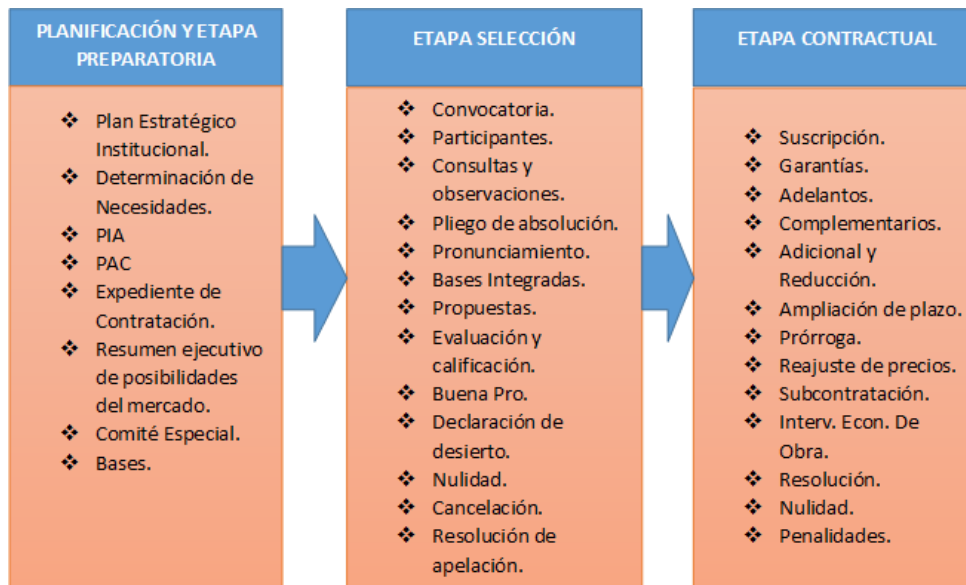 PLANIFICACIÓN Y ETAPA
PREPARATORIA
❖ Plan Estratégico
Institucional.
❖ Determinación de
Necesidades.
❖ PIA
❖ PAC
❖ Expediente de
Contratación.
❖ Resumen ejecutivo
de posibilidades
del mercado.
❖ Comité Especial.
❖ Bases.
ETAPA SELECCIÓN
❖ Convocatoria.
❖ Participantes.
❖ Consultas y
observaciones.
❖ Pliego de absolución.
❖ Pronunciamiento.
❖ Bases Integradas.
❖ Propuestas.
❖ Evaluación y
calificación.
❖ Buena Pro.
❖ Declaración de
desierto.
❖ Nulidad.
❖ Cancelación.
❖ Resolución de
apelación.
ETAPA CONTRACTUAL
❖ Suscripción.
❖ Garantías.
❖ Adelantos.
❖ Complementarios.
❖ Adicional y
Reducción.
❖ Ampliación de plazo.
❖ Prórroga.
❖ Reajuste de precios.
❖ Subcontratación.
❖ Interv. Econ. De
Obra.
❖ Resolución.
❖ Nulidad.
❖ Penalidades.